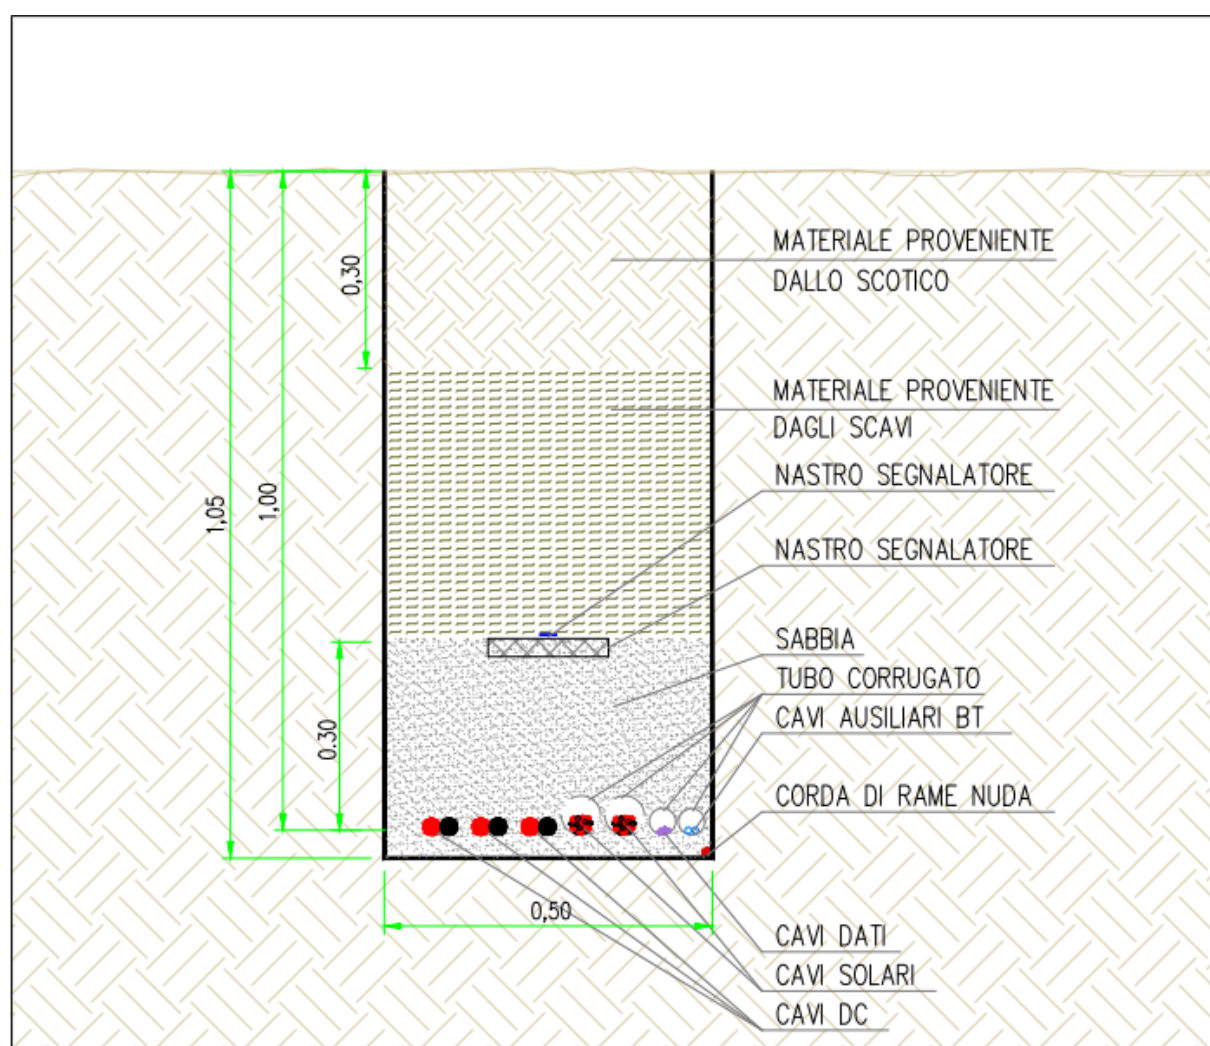 MATERIALE PROVENIENTE
DALLO SCOTICO
0,30
MATERIALE PROVENIENTE
DAGLI SCAVI
NASTRO SEGNALATORE
1,05
1,00
NASTRO SEGNALATORE
SABBIA
TUBO CORRUGATO
CAVI AUSILIARI BT
0.30
CORDA DI RAME NUDA
0,50
CAVI DATI
CAVI SOLARI
CAVI DC